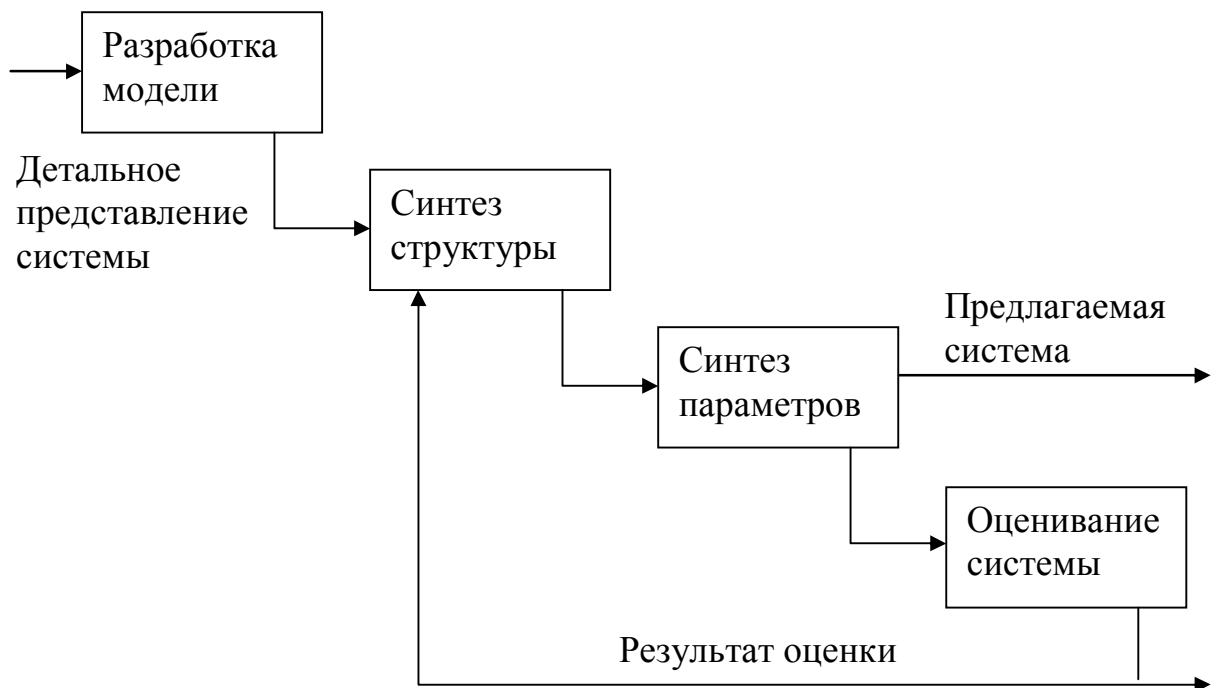 Разработка
модели
Детальное
представление
системы
Синтез
структуры
Предлагаемая
система
Синтез
параметров
Оценивание
системы
Результат оценки